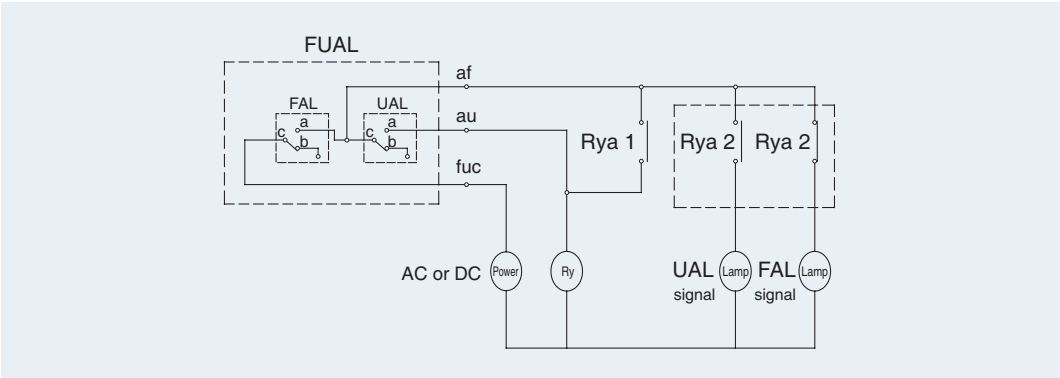 FUAL
af
FAL
UAL
a
a
au
c
c
b
b
Rya 1
Rya 2
Rya 2
fuc
AC or DC
Power
Ry
UAL
signal
Lamp
FAL
signal
Lamp